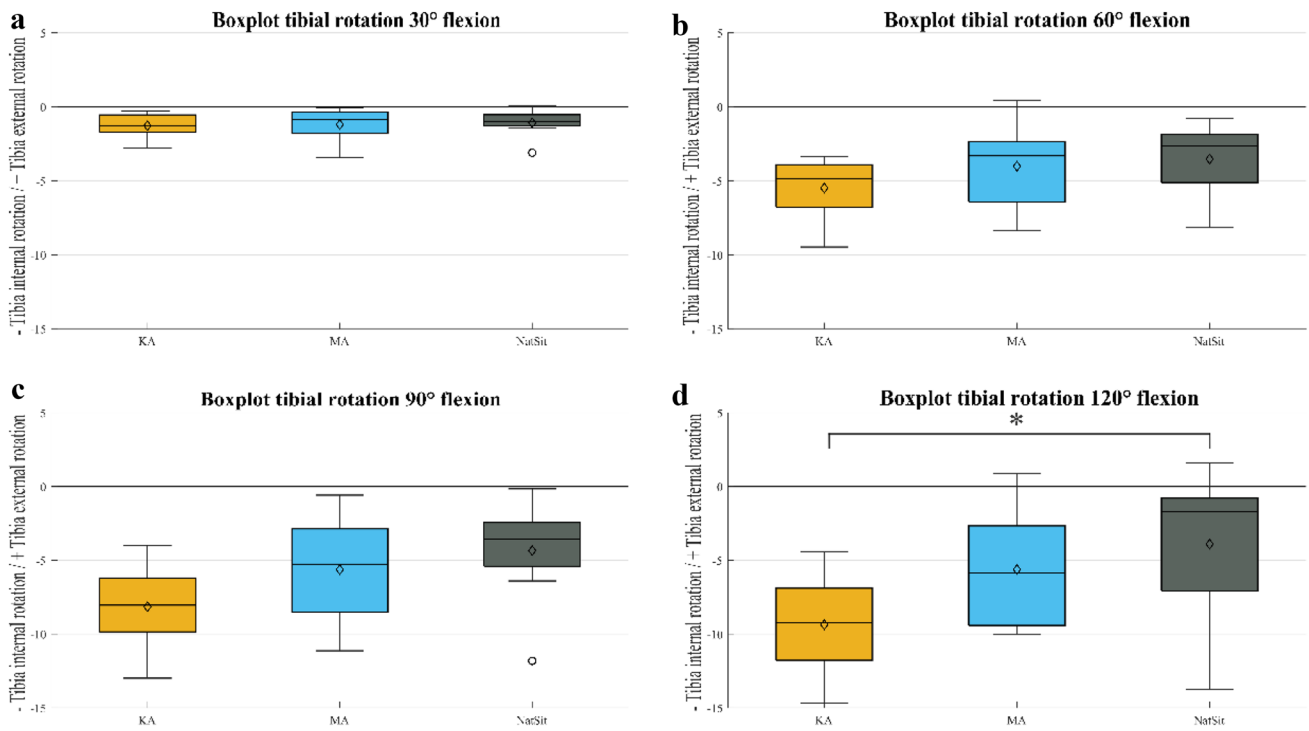 a
Boxplot tibial rotation 30° flexion
- Tibia internal rotation / − Tibia external rotation
5
0
-5
-10
-15
KA
MA
NatSit
b
Boxplot tibial rotation 60° flexion
- Tibia internal rotation / + Tibia external rotation
5
0
-5
-10
-15
KA
MA
NatSit
c
Boxplot tibial rotation 90° flexion
- Tibia internal rotation / + Tibia external rotation
5
0
-5
-10
-15
KA
MA
NatSit
d
Boxplot tibial rotation 120° flexion
- Tibia internal rotation / + Tibia external rotation
5
0
-5
-10
-15
*
KA
MA
NatSit